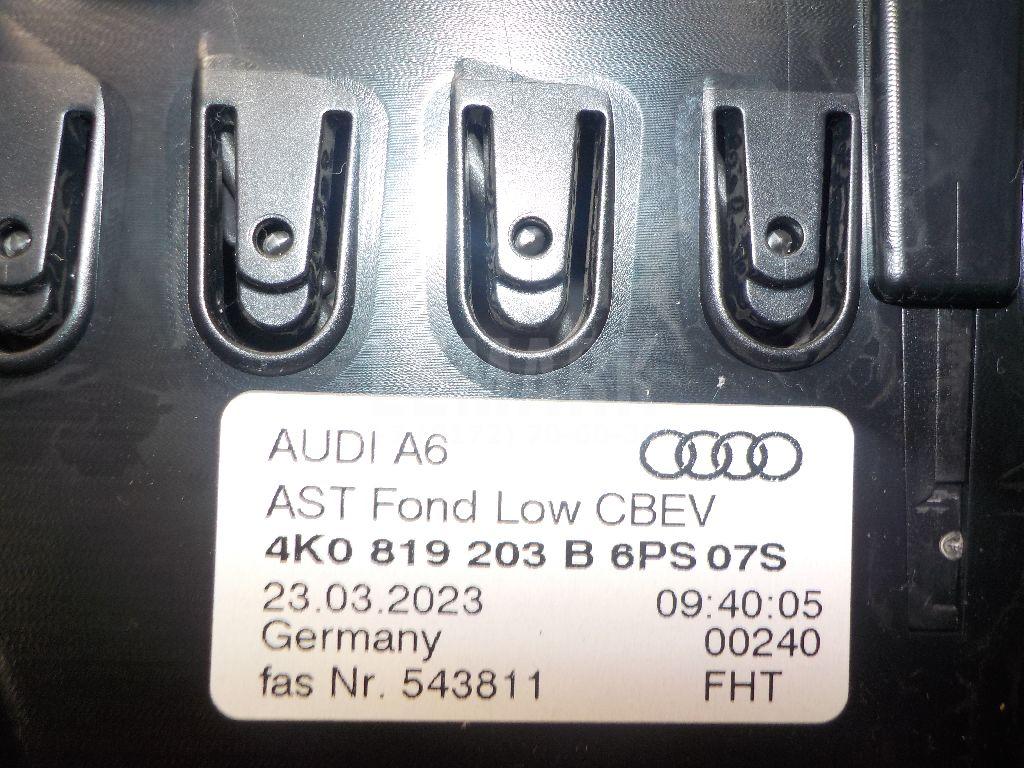 AUDI A6
AST Fond Low CBEV
4K0 819 203 B 6PS 07S
23.03.2023 09:40:05
Germany 00240
fas Nr. 543811 FHT